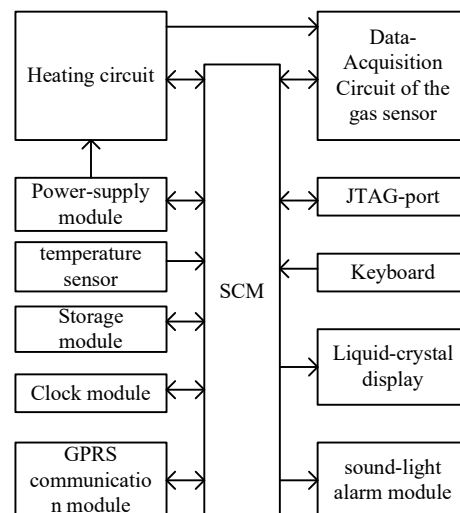 Heating circuit
Data-
Acquisition
Circuit of the
gas sensor
Power-supply
module
JTAG-port
temperature
sensor
Keyboard
SCM
Storage
module
Liquid-crystal
display
Clock module
GPRS
communicatio
n module
sound-light
alarm module